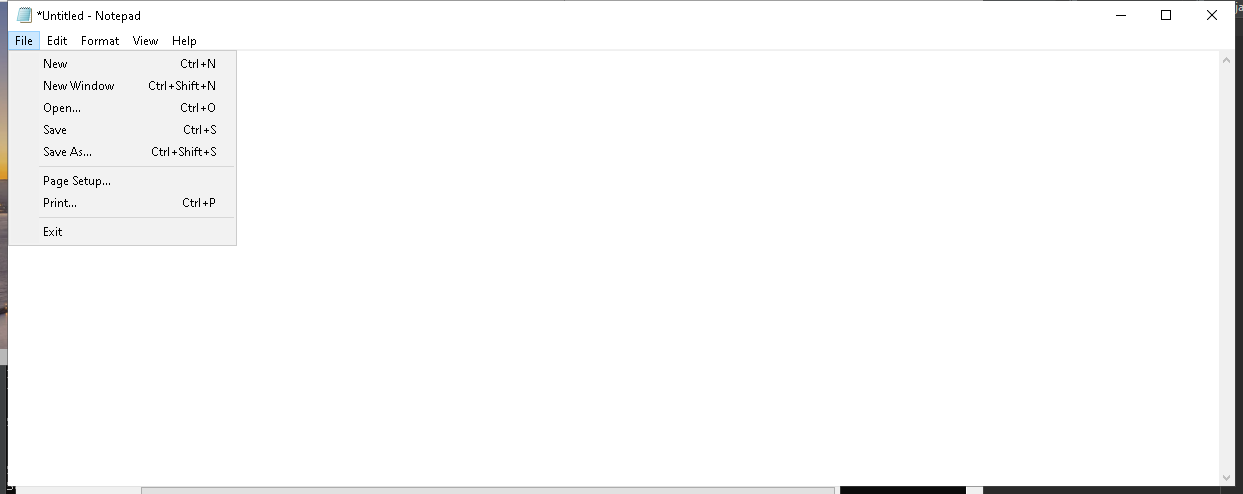 *Untitled - Notepad
File Edit Format View Help
New Ctrl+N
New Window Ctrl+Shift+N
Open... Ctrl+O
Save Ctrl+S
Save As... Ctrl+Shift+S
Page Setup...
Print... Ctrl+P
Exit